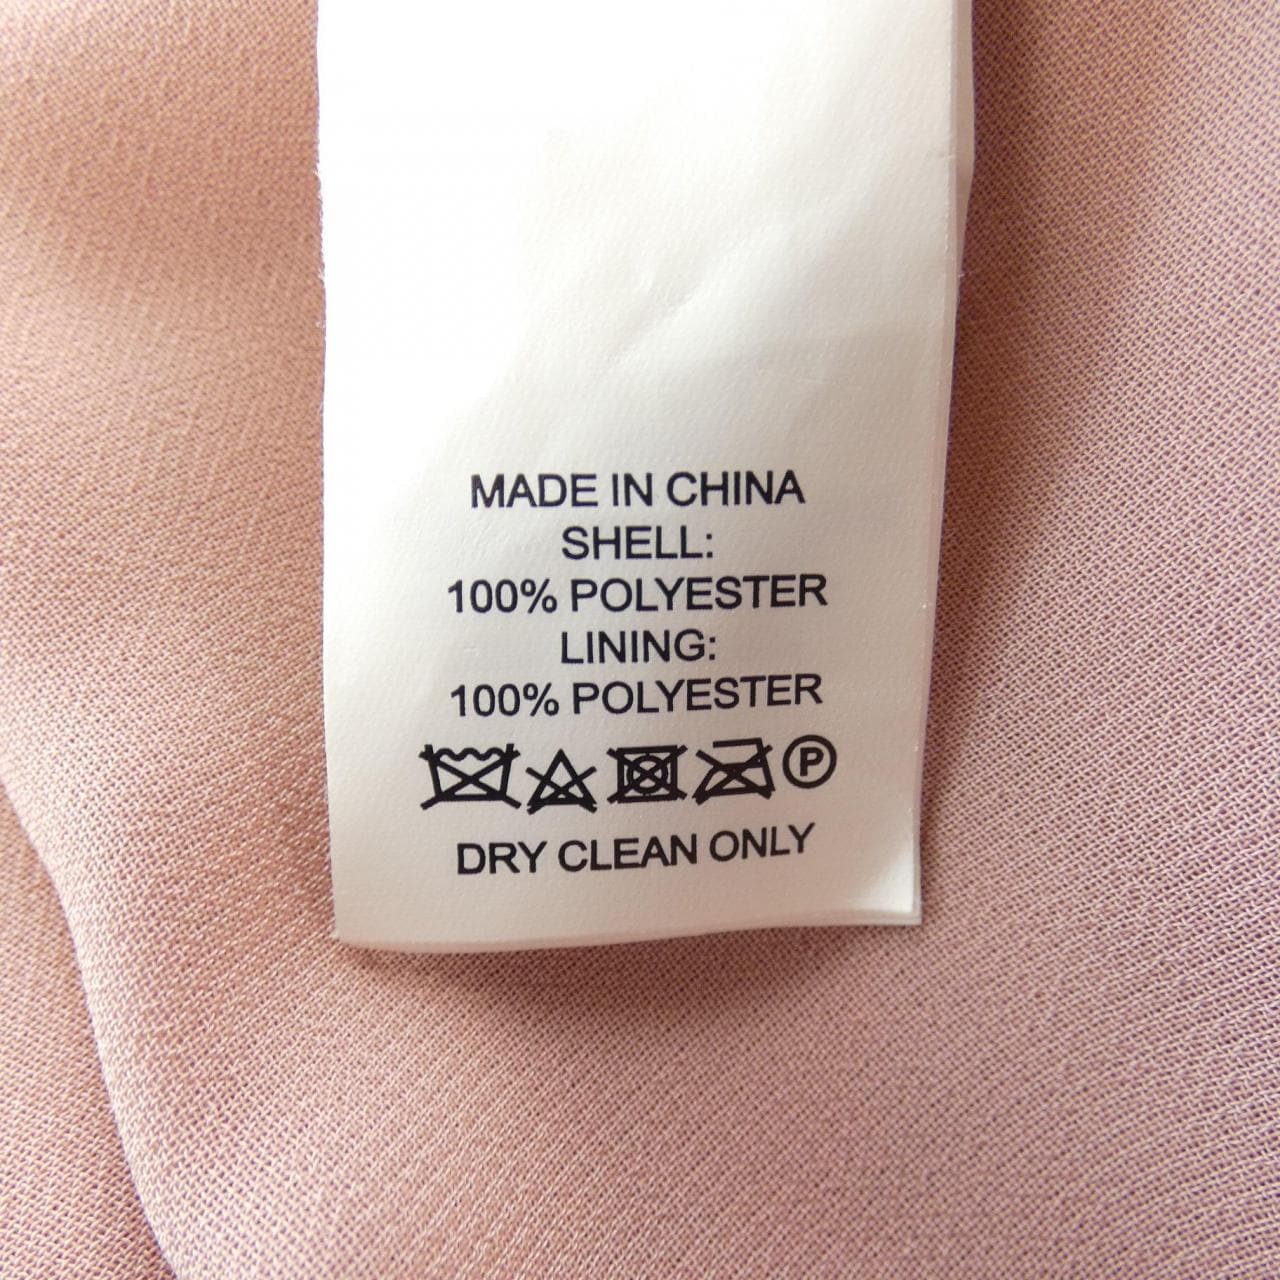 MADE IN CHINA
SHELL:
100% POLYESTER
LINING:
100% POLYESTER
P
DRY CLEAN ONLY